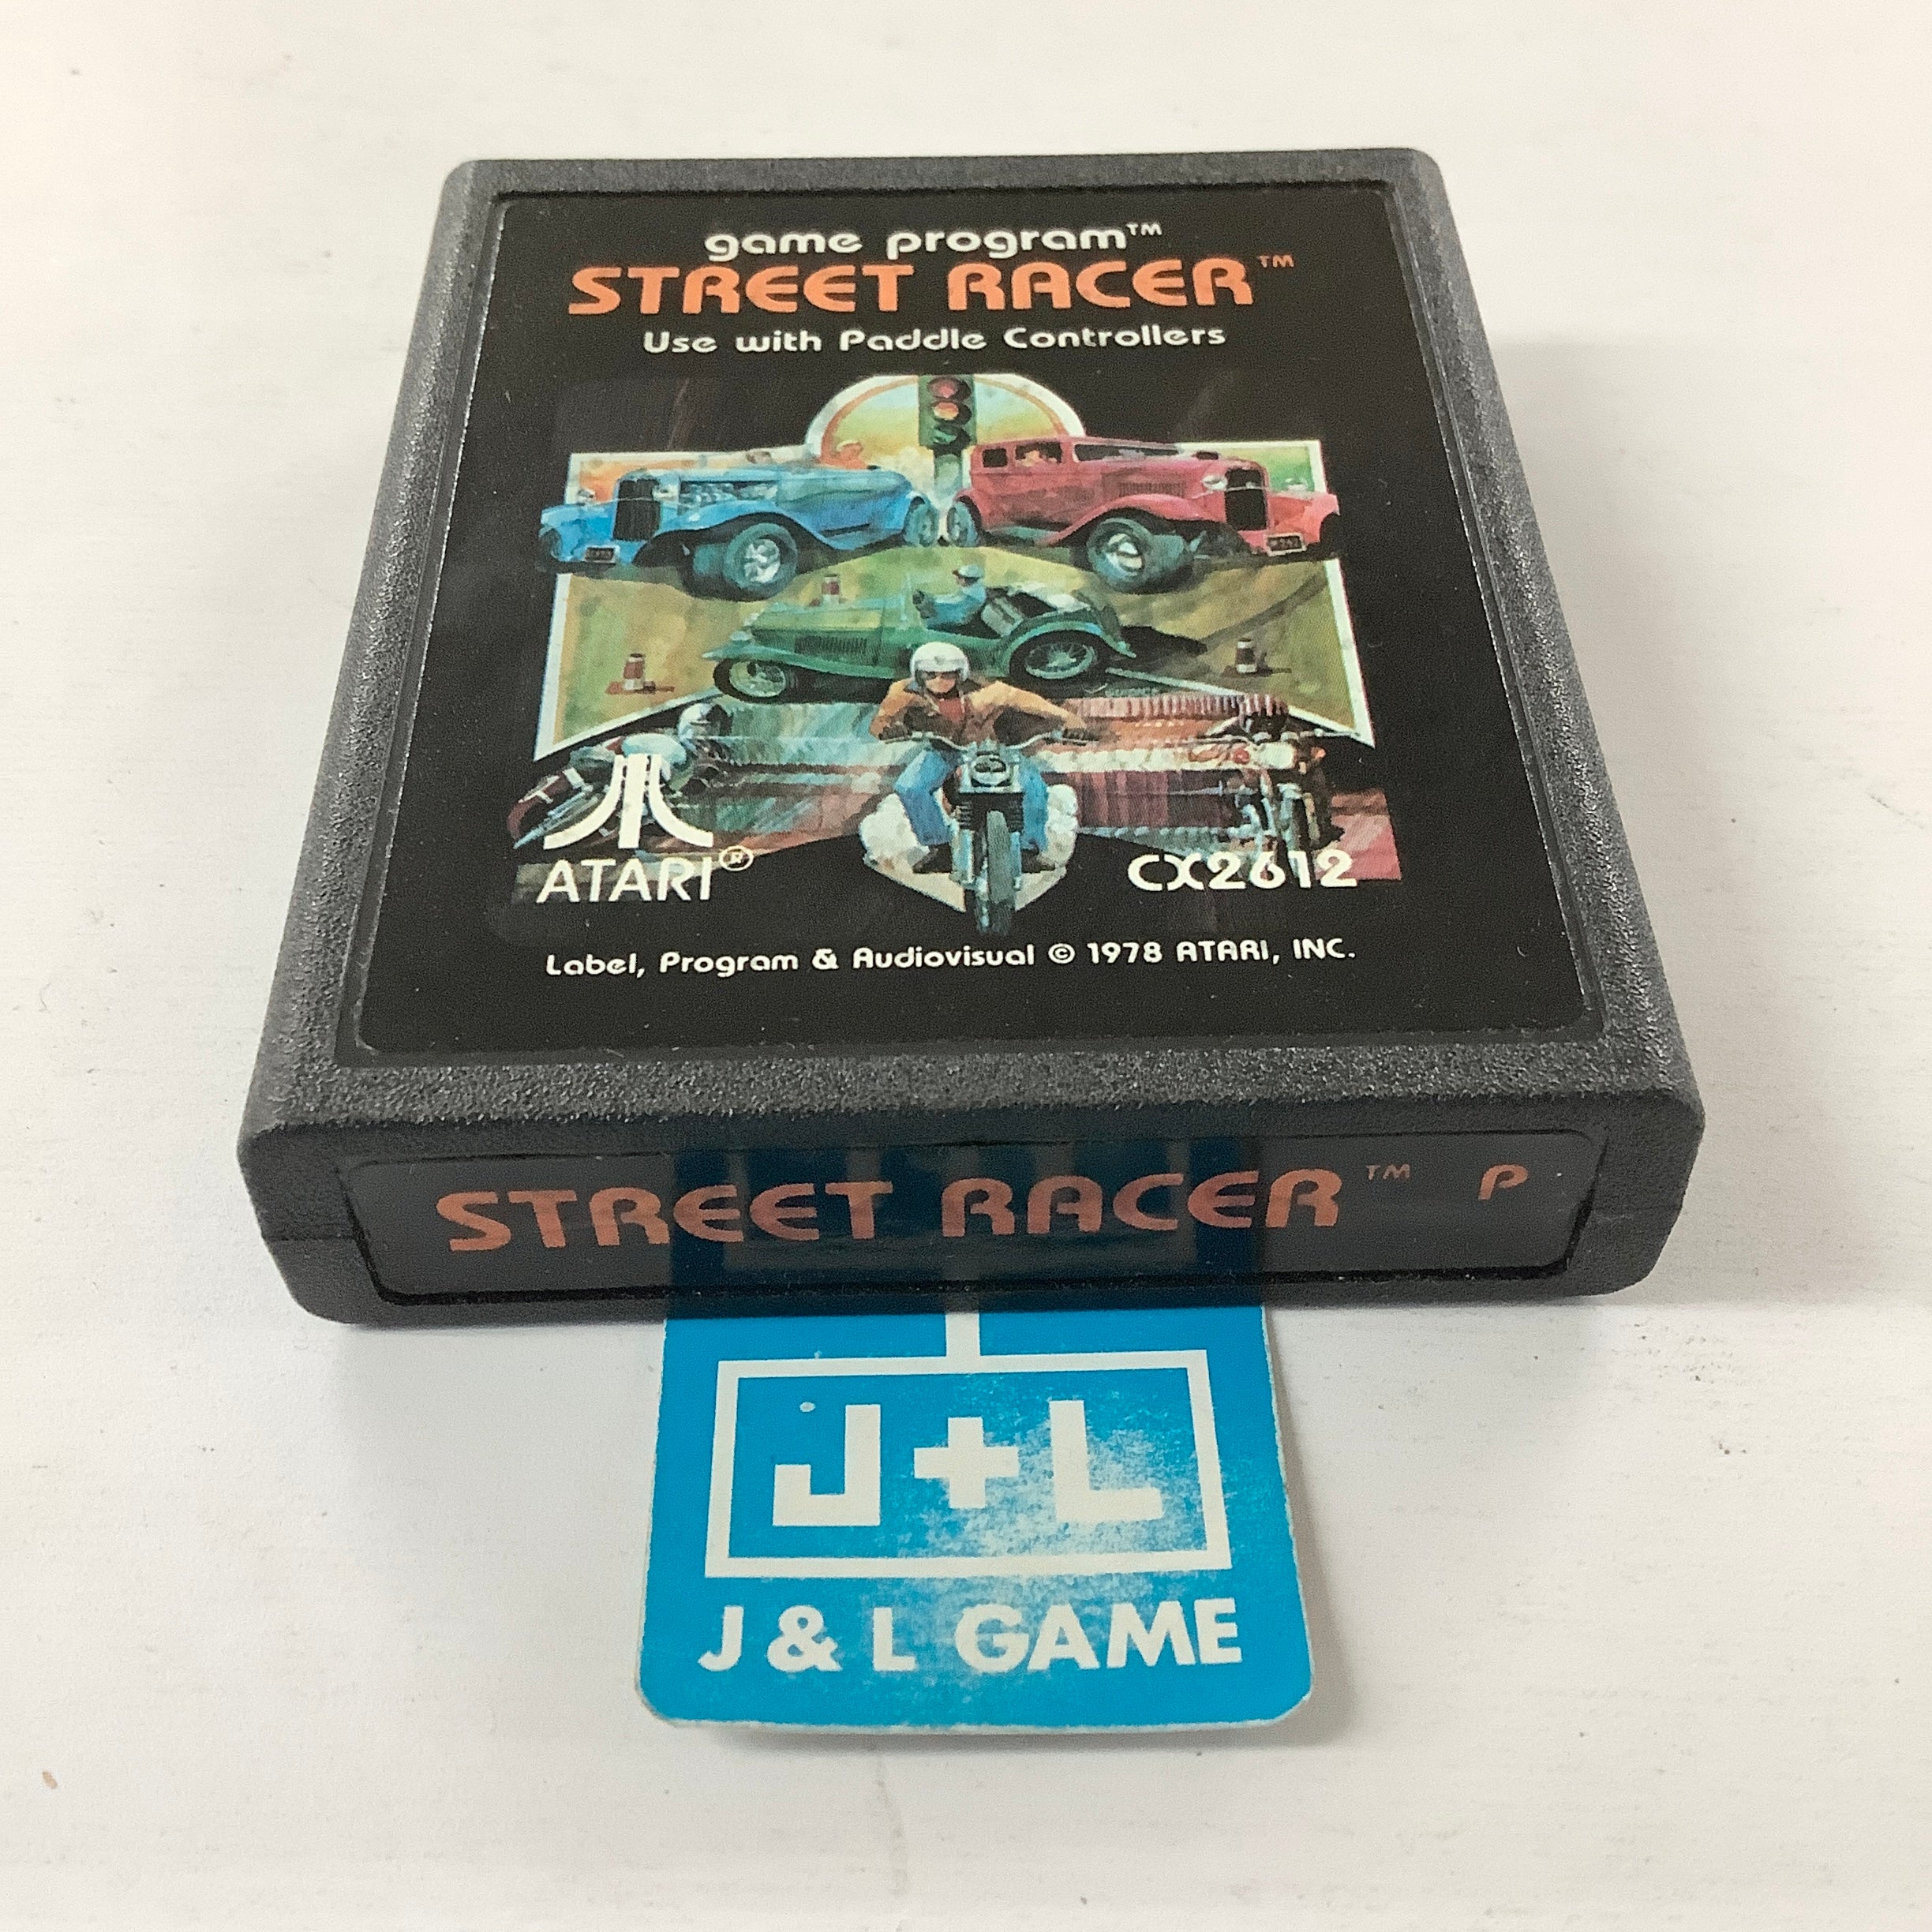 game program™
STREET RACER™
Use with Paddle Controllers
ATARI®
CX2612
Label, Program & Audiovisual © 1978 ATARI, INC.
STREET RACER™ P
J+L
J & L GAME